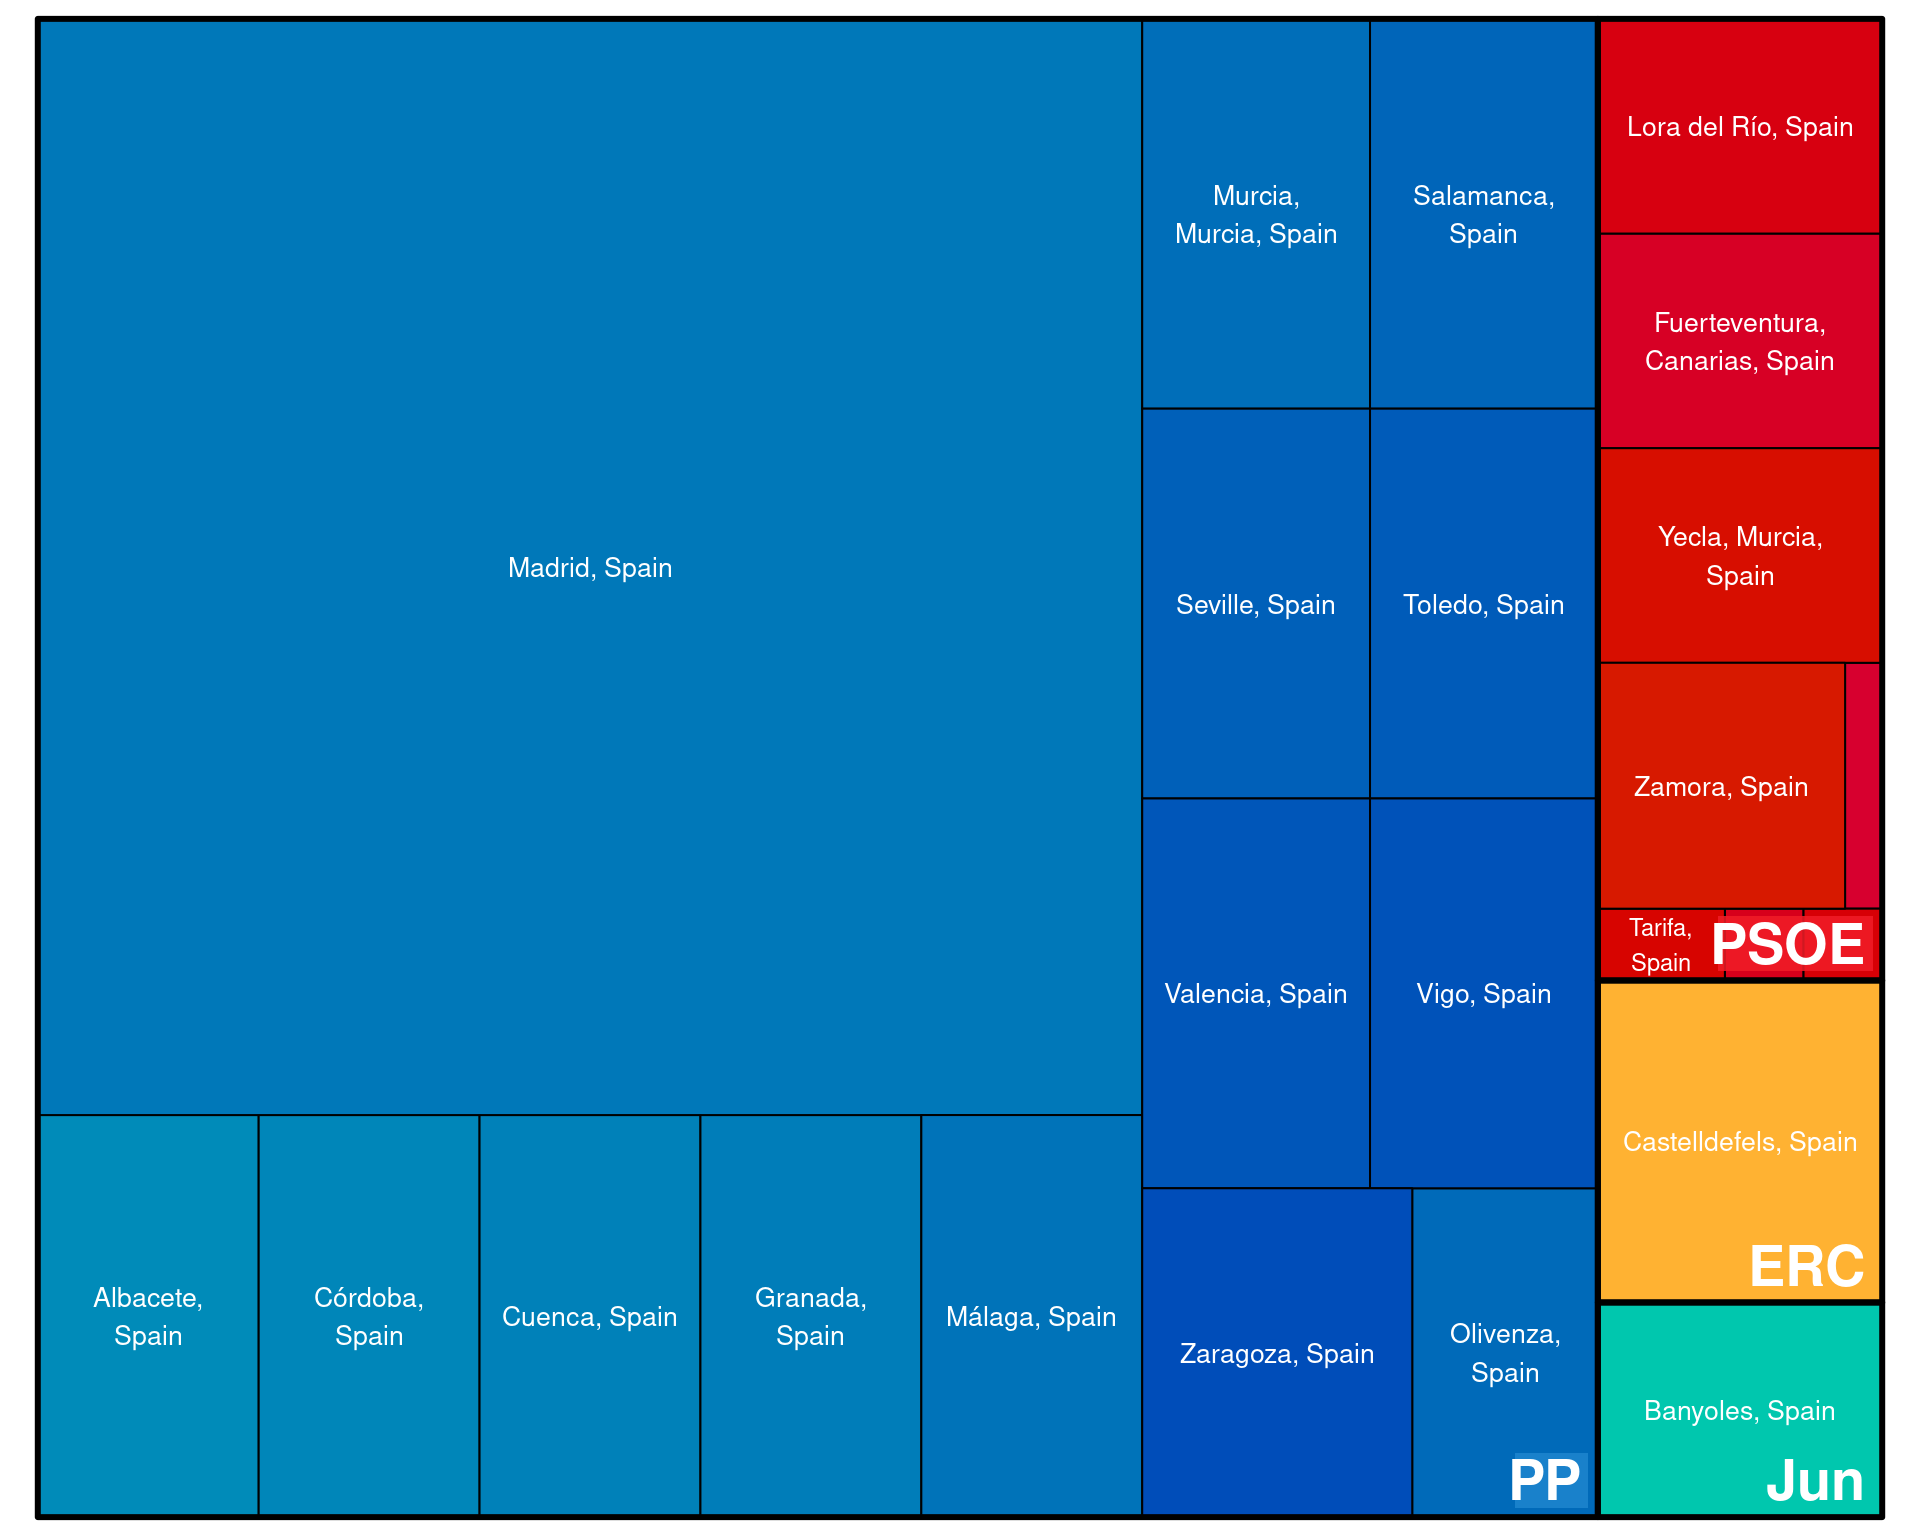 Madrid, Spain
Albacete,
Spain
Córdoba,
Spain
Cuenca, Spain
Granada,
Spain
Málaga, Spain
Murcia,
Murcia, Spain
Salamanca,
Spain
Seville, Spain
Toledo, Spain
Valencia, Spain
Vigo, Spain
Zaragoza, Spain
Olivenza,
Spain
PP
Lora del Río, Spain
Fuerteventura,
Canarias, Spain
Yecla, Murcia,
Spain
Zamora, Spain
Tarifa,
Spain
PSOE
Castelldefels, Spain
ERC
Banyoles, Spain
Jun